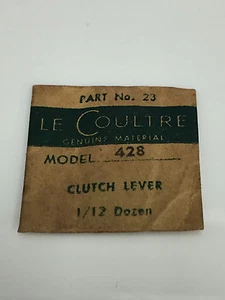 PART No. 23
LE COULTRE
GENUINE MATERIAL
MODEL 428
CLUTCH LEVER
1/12 Dozen